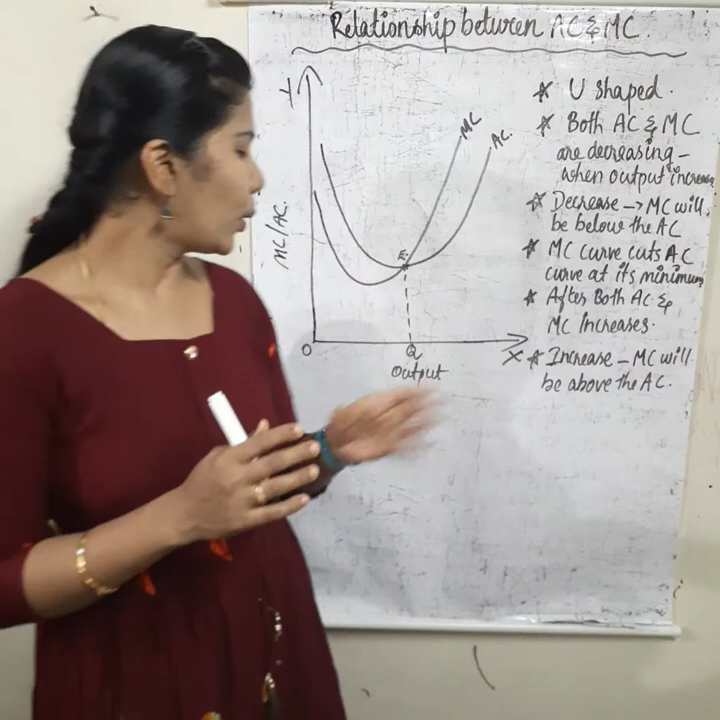 Relationship between AC & MC.
Y
MC/AC.
MC
AC.
E
O
Q
X
Output
* U shaped.
* Both AC & MC
are decreasing -
when output increase
* Decrease → MC will
be below the AC
* MC curve cuts AC
curve at its minimum
* After Both AC &
MC increases.
* Increase - MC will
be above the AC.